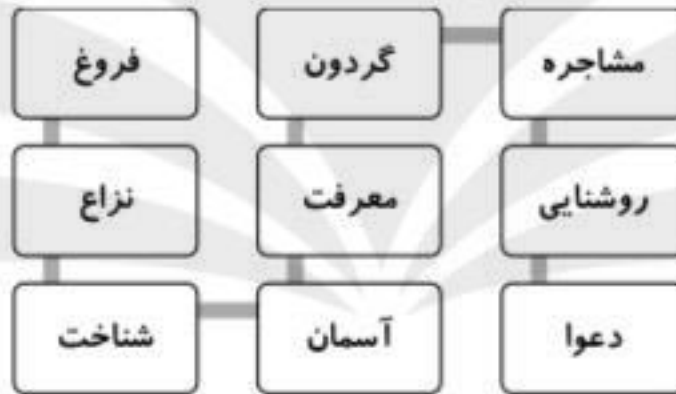 مشاجره گردون فروغ
روشنایی معرفت نزاع
دعوا آسمان شناخت